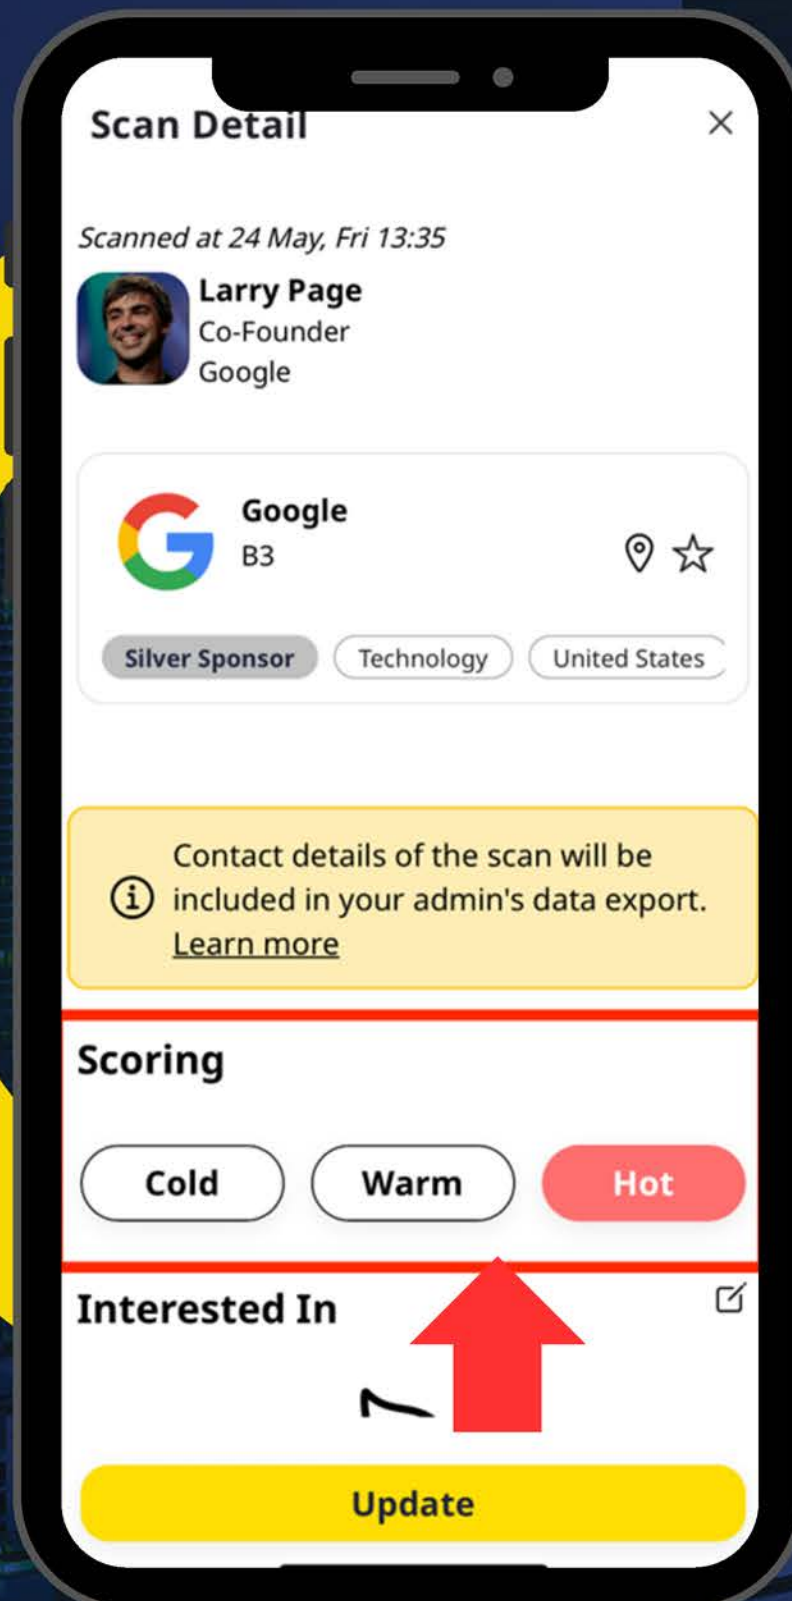 Scan Detail
Scanned at 24 May, Fri 13:35
Larry Page
Co-Founder
Google
Google
B3
Silver Sponsor
Technology
United States
Contact details of the scan will be
included in your admin's data export.
Learn more
Scoring
Cold
Warm
Hot
Interested In
Update